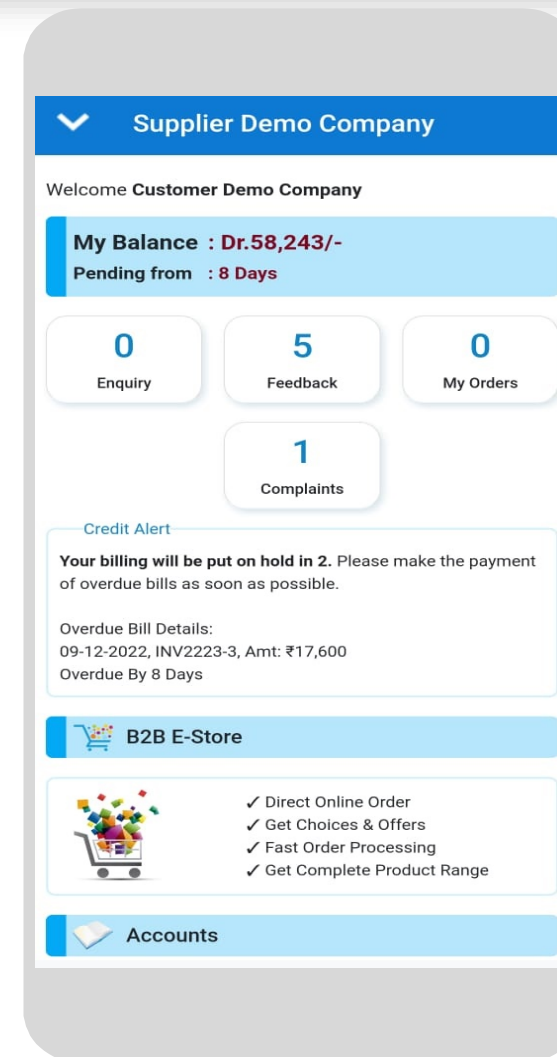 Supplier Demo Company
Welcome Customer Demo Company
My Balance : Dr.58,243/-
Pending from : 8 Days
0
Enquiry
5
Feedback
0
My Orders
1
Complaints
Credit Alert
Your billing will be put on hold in 2. Please make the payment
of overdue bills as soon as possible.
Overdue Bill Details:
09-12-2022, INV2223-3, Amt: ₹17,600
Overdue By 8 Days
B2B E-Store
✓ Direct Online Order
✓ Get Choices & Offers
✓ Fast Order Processing
✓ Get Complete Product Range
Accounts